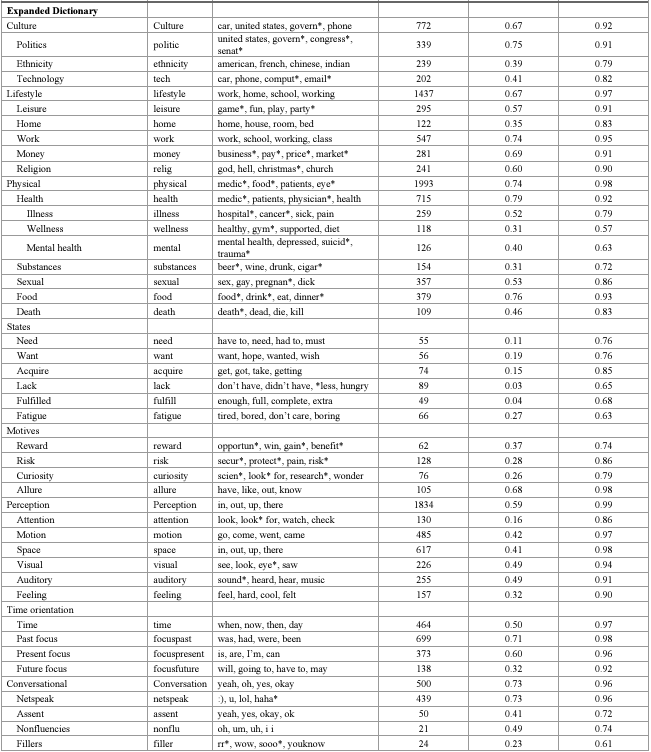 Expanded Dictionary
Culture Culture car, united states, govern*, phone 772 0.67 0.92
Politics politic united states, govern*, congress*, senat* 339 0.75 0.91
Ethnicity ethnicity american, french, chinese, indian 239 0.39 0.79
Technology tech car, phone, comput*, email* 202 0.41 0.82
Lifestyle lifestyle work, home, school, working 1437 0.67 0.97
Leisure leisure game*, fun, play, party* 295 0.57 0.91
Home home home, house, room, bed 122 0.35 0.83
Work work work, school, working, class 547 0.74 0.95
Money money business*, pay*, price*, market* 281 0.69 0.91
Religion relig god, hell, christmas*, church 241 0.60 0.90
Physical physical medic*, food*, patients, eye* 1993 0.74 0.98
Health health medic*, patients, physician*, health 715 0.79 0.92
Illness illness hospital*, cancer*, sick, pain 259 0.52 0.79
Wellness wellness healthy, gym*, supported, diet 118 0.31 0.57
Mental health mental mental health, depressed, suicid*, trauma* 126 0.40 0.63
Substances substances beer*, wine, drunk, cigar* 154 0.31 0.72
Sexual sexual sex, gay, pregnan*, dick 357 0.53 0.86
Food food food*, drink*, eat, dinner* 379 0.76 0.93
Death death death*, dead, die, kill 109 0.46 0.83
States
Need need have to, need, had to, must 55 0.11 0.76
Want want want, hope, wanted, wish 56 0.19 0.76
Acquire acquire get, got, take, getting 74 0.15 0.85
Lack lack don't have, didn't have, *less, hungry 89 0.03 0.65
Fulfilled fulfill enough, full, complete, extra 49 0.04 0.68
Fatigue fatigue tired, bored, don't care, boring 66 0.27 0.63
Motives
Reward reward opportun*, win, gain*, benefit* 62 0.37 0.74
Risk risk secur*, protect*, pain, risk* 128 0.28 0.86
Curiosity curiosity scien*, look* for, research*, wonder 76 0.26 0.79
Allure allure have, like, out, know 105 0.68 0.98
Perception Perception in, out, up, there 1834 0.59 0.99
Attention attention look, look* for, watch, check 130 0.16 0.86
Motion motion go, come, went, came 485 0.42 0.97
Space space in, out, up, there 617 0.41 0.98
Visual visual see, look, eye*, saw 226 0.49 0.94
Auditory auditory sound*, heard, hear, music 255 0.49 0.91
Feeling feeling feel, hard, cool, felt 157 0.32 0.90
Time orientation
Time time when, now, then, day 464 0.50 0.97
Past focus focuspast was, had, were, been 699 0.71 0.98
Present focus focuspresent is, are, I'm, can 373 0.60 0.96
Future focus focusfuture will, going to, have to, may 138 0.32 0.92
Conversational Conversation yeah, oh, yes, okay 500 0.73 0.96
Netspeak netspeak :), u, lol, haha* 439 0.73 0.96
Assent assent yeah, yes, okay, ok 50 0.41 0.72
Nonfluencies nonflu oh, um, uh, i i 21 0.49 0.74
Fillers filler rr*, wow, sooo*, youknow 24 0.23 0.61